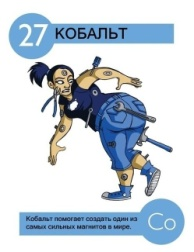 27 КОБАЛЬТ
Кобальт помогает создать один из
самых сильных магнитов в мире.
Co